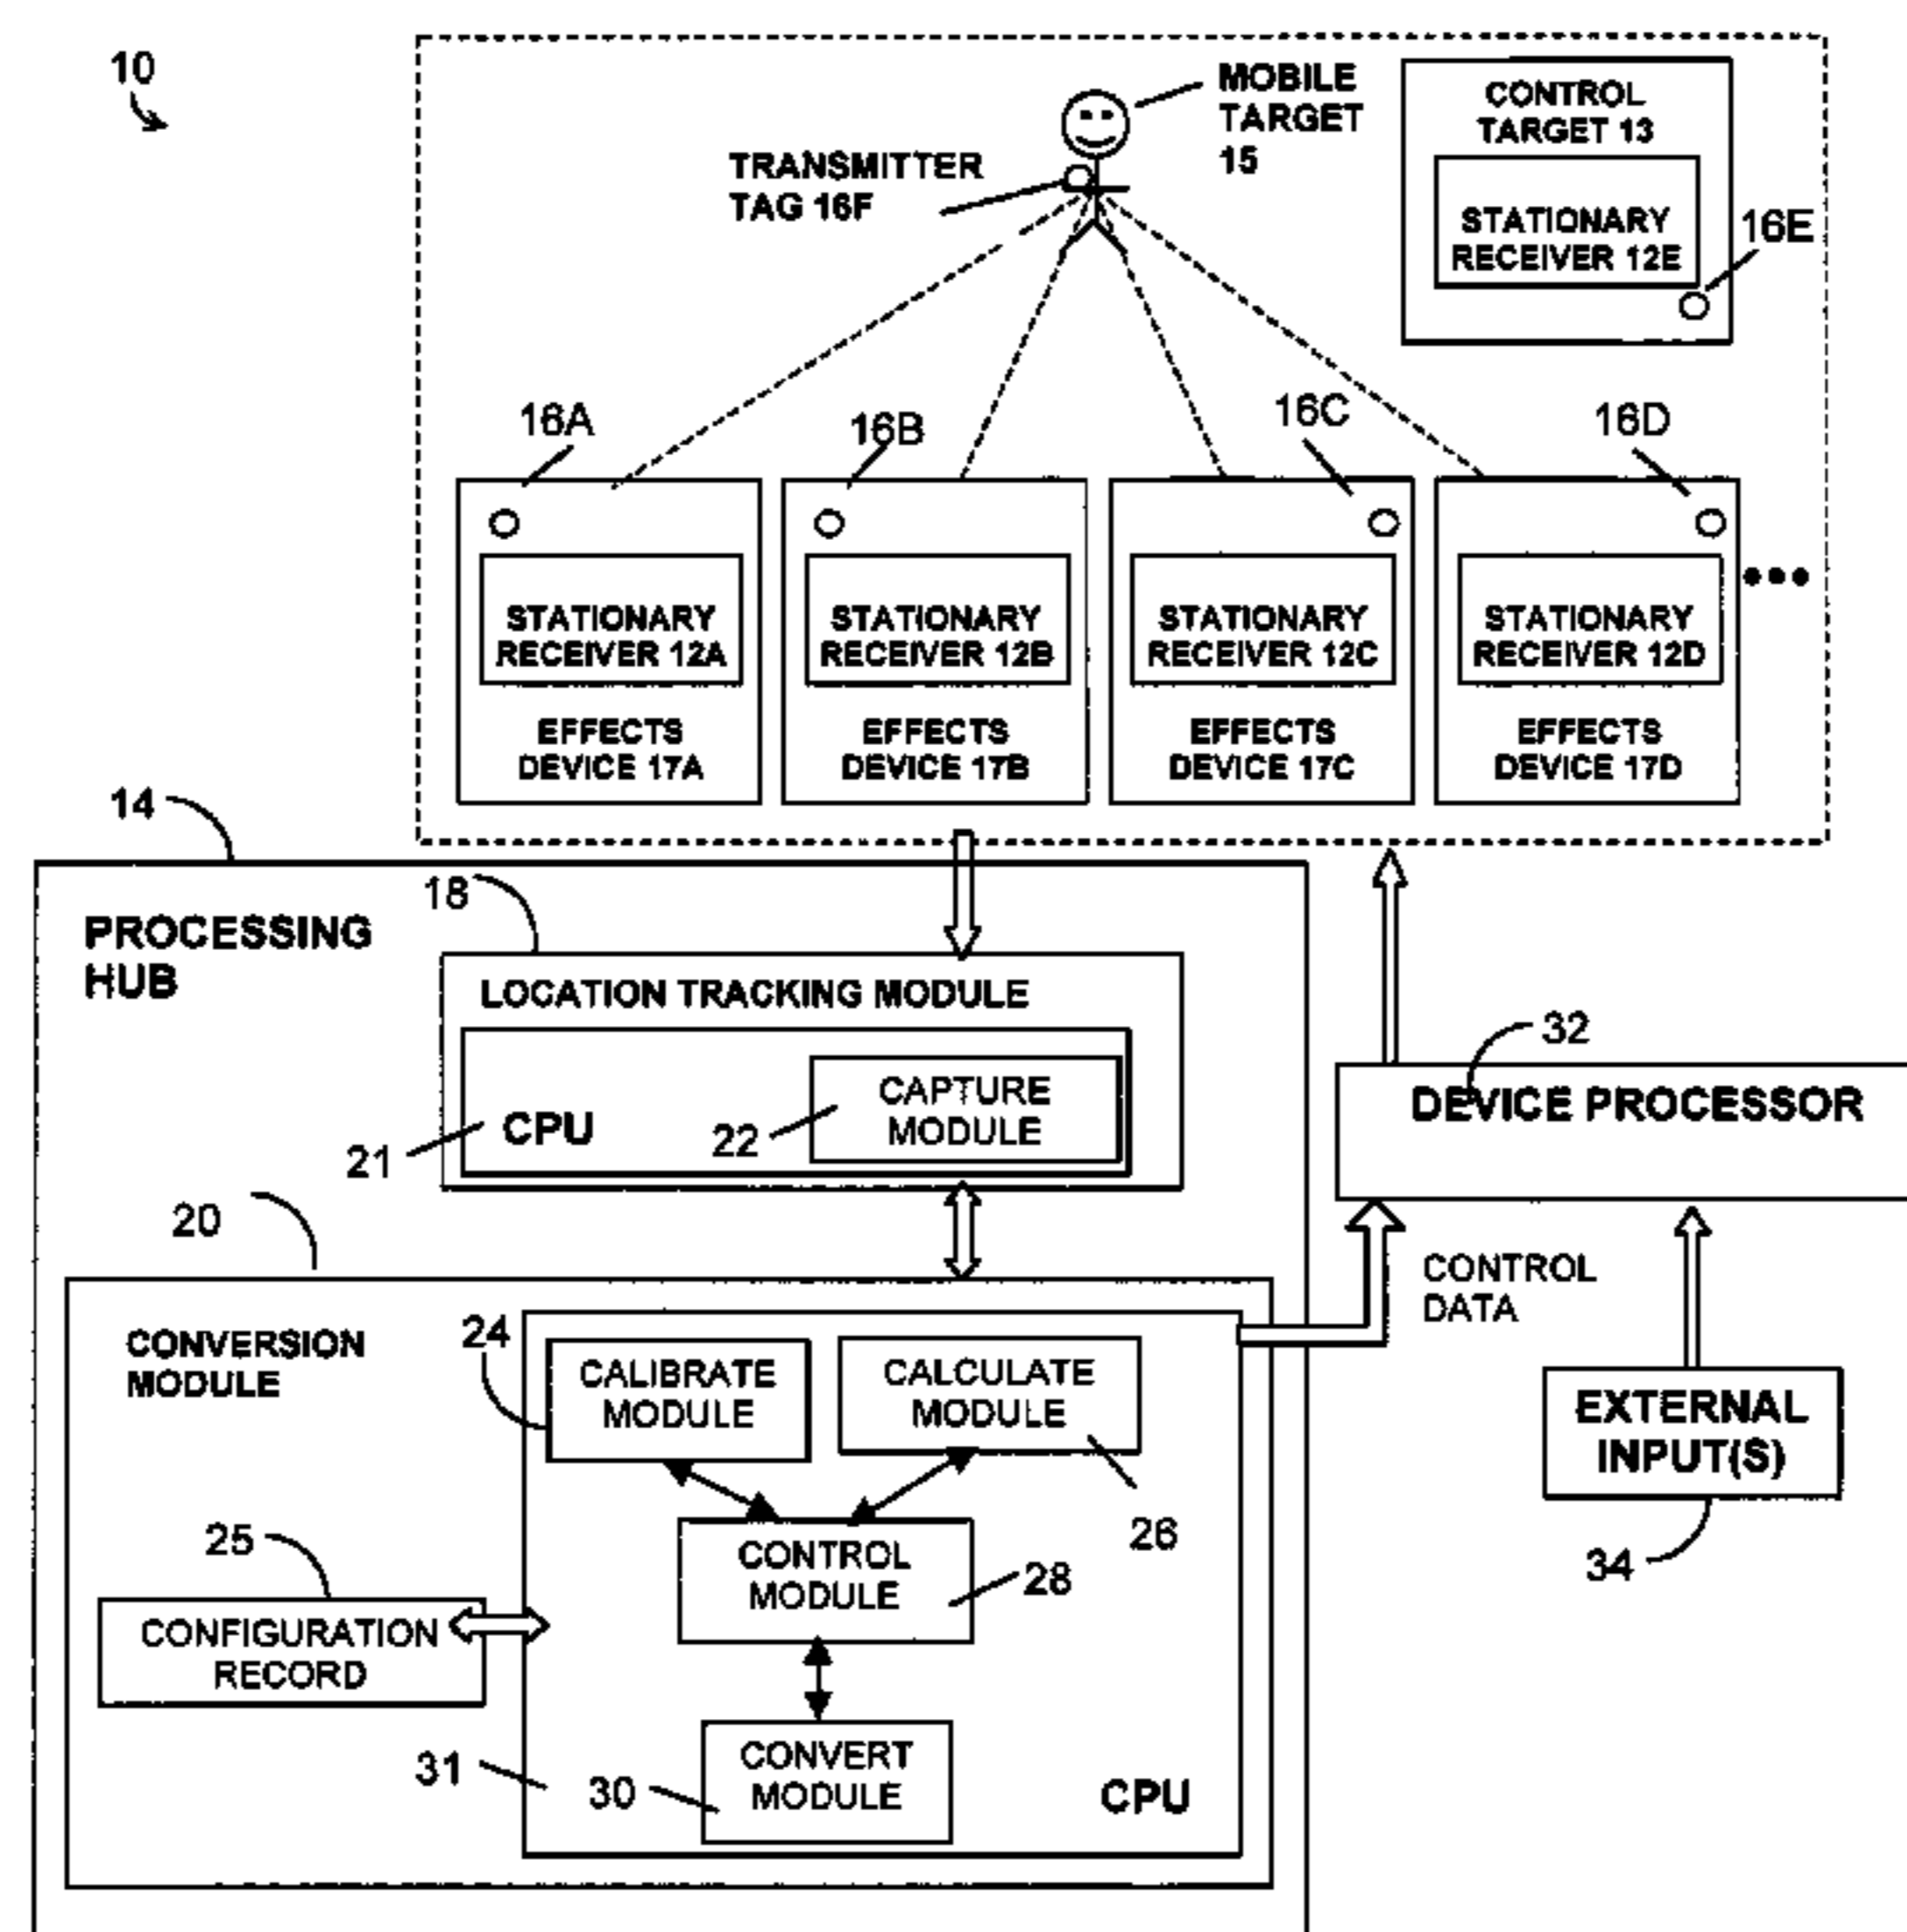 10
MOBILE
TARGET
15
TRANSMITTER
TAG 16F
CONTROL
TARGET 13
STATIONARY
RECEIVER 12E
16E
16A
16B
16C
16D
STATIONARY
RECEIVER 12A
EFFECTS
DEVICE 17A
STATIONARY
RECEIVER 12B
EFFECTS
DEVICE 17B
STATIONARY
RECEIVER 12C
EFFECTS
DEVICE 17C
STATIONARY
RECEIVER 12D
EFFECTS
DEVICE 17D
14
PROCESSING
HUB
18
LOCATION TRACKING MODULE
CPU
21
CAPTURE
MODULE
22
32
DEVICE PROCESSOR
20
CONVERSION
MODULE
24
CALIBRATE
MODULE
CALCULATE
MODULE
26
CONTROL
DATA
EXTERNAL
INPUT(S)
34
25
CONFIGURATION
RECORD
CONTROL
MODULE
28
31
30
CONVERT
MODULE
CPU